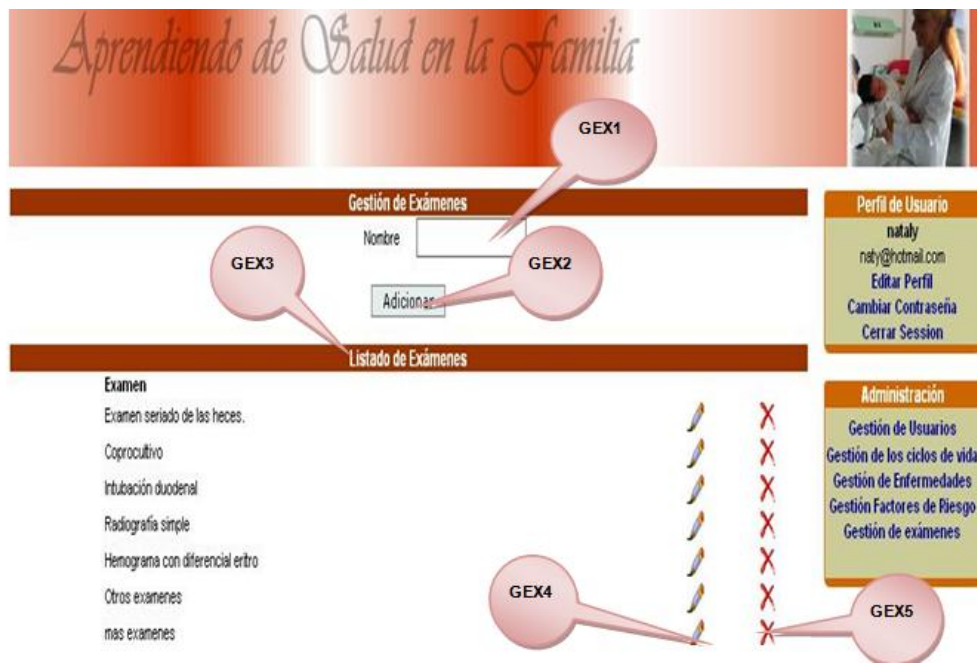 Aprendiendo de Salud en la Familia
GEX1
Gestión de Exámenes
Nombre
GEX3
GEX2
Adicionar
Listado de Exámenes
Examen
Examen seriado de las heces.
Coprocultivo
Intubación duodenal
Radiografía simple
Hemograma con diferencial eritro
Otros examenes
mas examenes
GEX4
GEX5
Perfil de Usuario
nataly
naty@hotmail.com
Editar Perfil
Cambiar Contraseña
Cerrar Session
Administración
Gestión de Usuarios
Gestión de los ciclos de vida
Gestión de Enfermedades
Gestión Factores de Riesgo
Gestión de exámenes